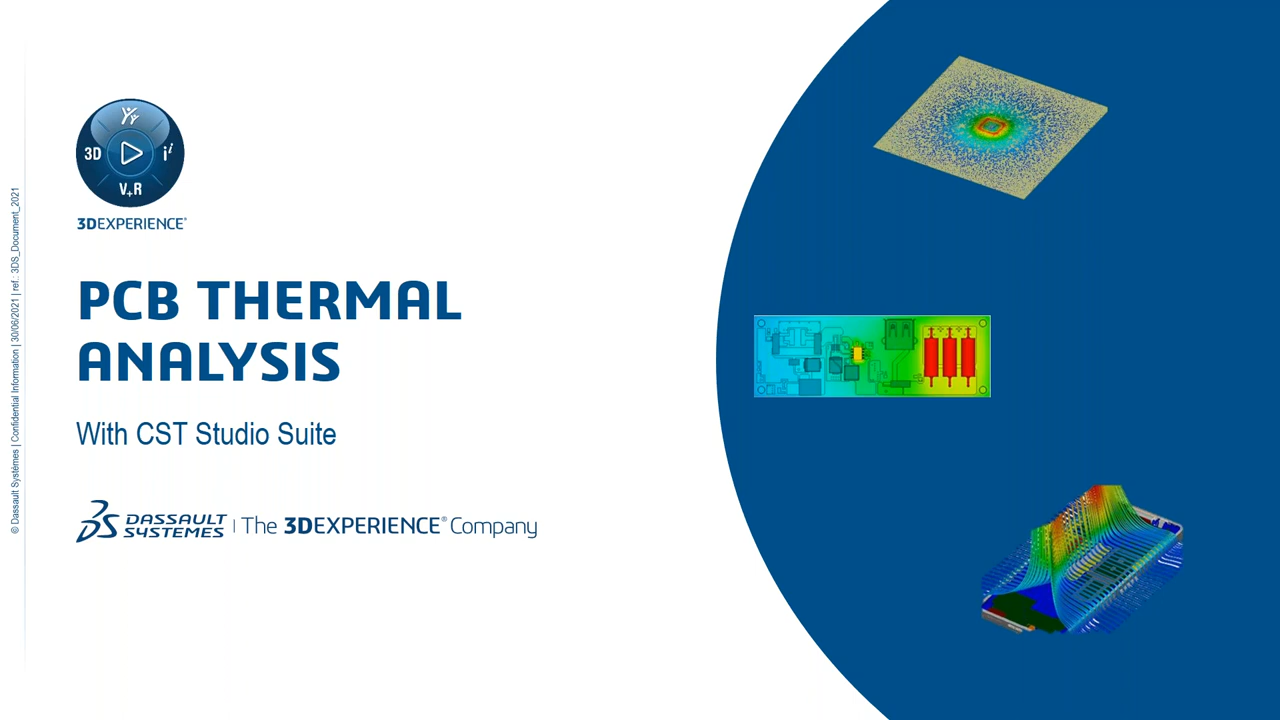 3D
i
V+R
3DEXPERIENCE®
PCB THERMAL
ANALYSIS
With CST Studio Suite
DASSAULT
SYSTEMES | The 3DEXPERIENCE® Company
© Dassault Systèmes | Confidential Information | 30/06/2021 | ref.: 3DS_Document_2021